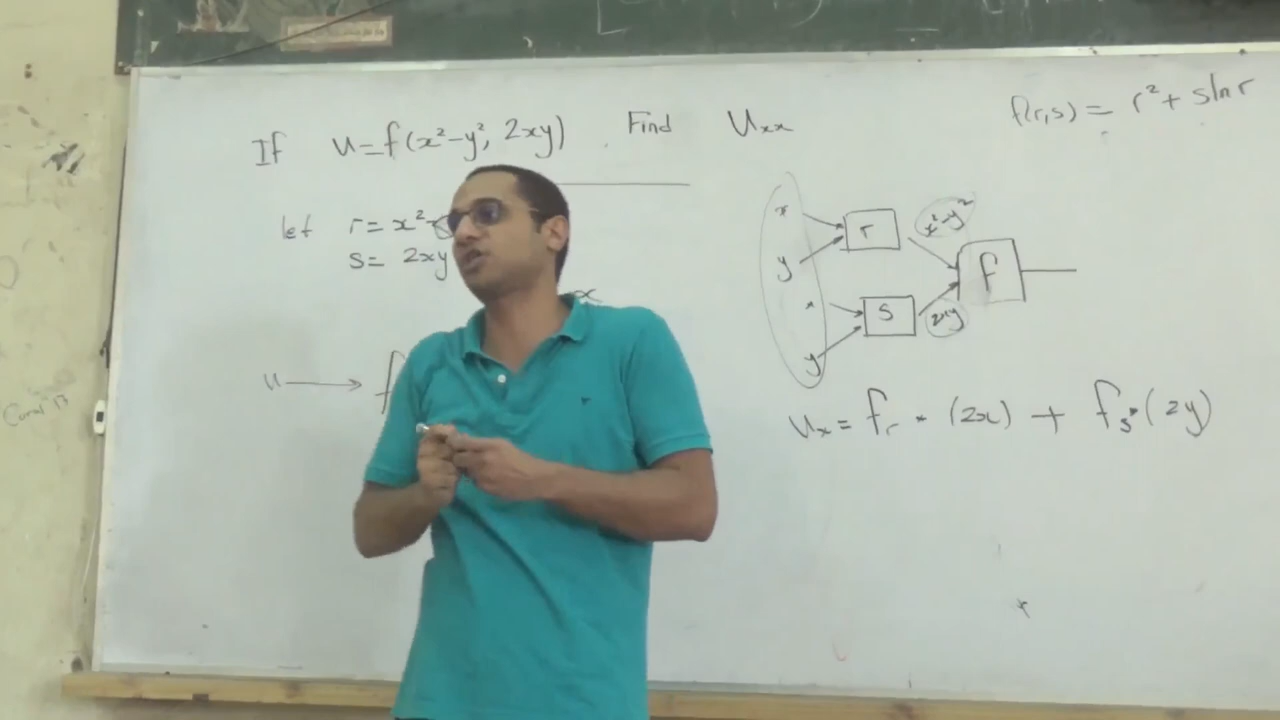 If u=f(x²-y², 2xy). Find Uxx
f(r,s) = r² + s ln r
let r= x²-
s= 2xy
x
x
r
x²-y²
y
f
x
s
2xy
y
u → f
Ux = fr · (2x) + fs · (2y)